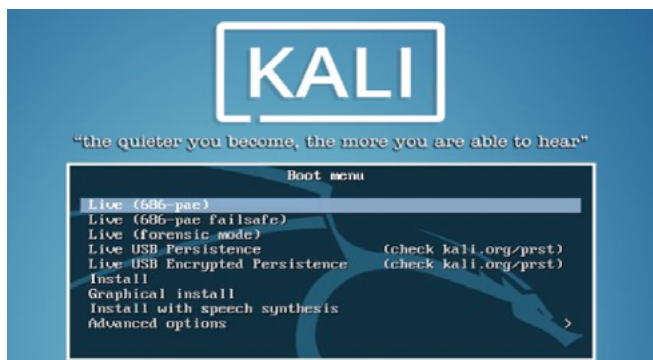 KALI
“the quieter you become, the more you are able to hear”
Boot menu
Live (686-pae)
Live (686-pae failsafe)
Live (forensic mode)
Live USB Persistence (check kali.org/prst)
Live USB Encrypted Persistence (check kali.org/prst)
Install
Graphical install
Install with speech synthesis
Advanced options >